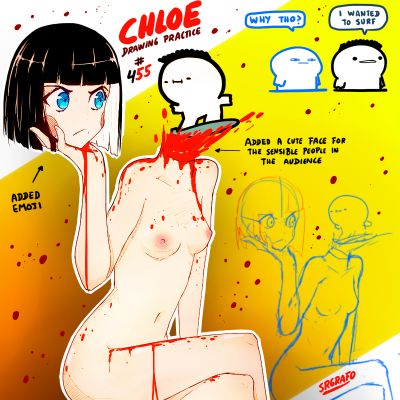 CHLOE
DRAWING PRACTICE
#
455
WHY THO?
I WANTED
TO SURF
ADDED A CUTE FACE FOR
THE SENSIBLE PEOPLE IN
THE AUDIENCE
ADDED
EMOJI
SRGRAFO